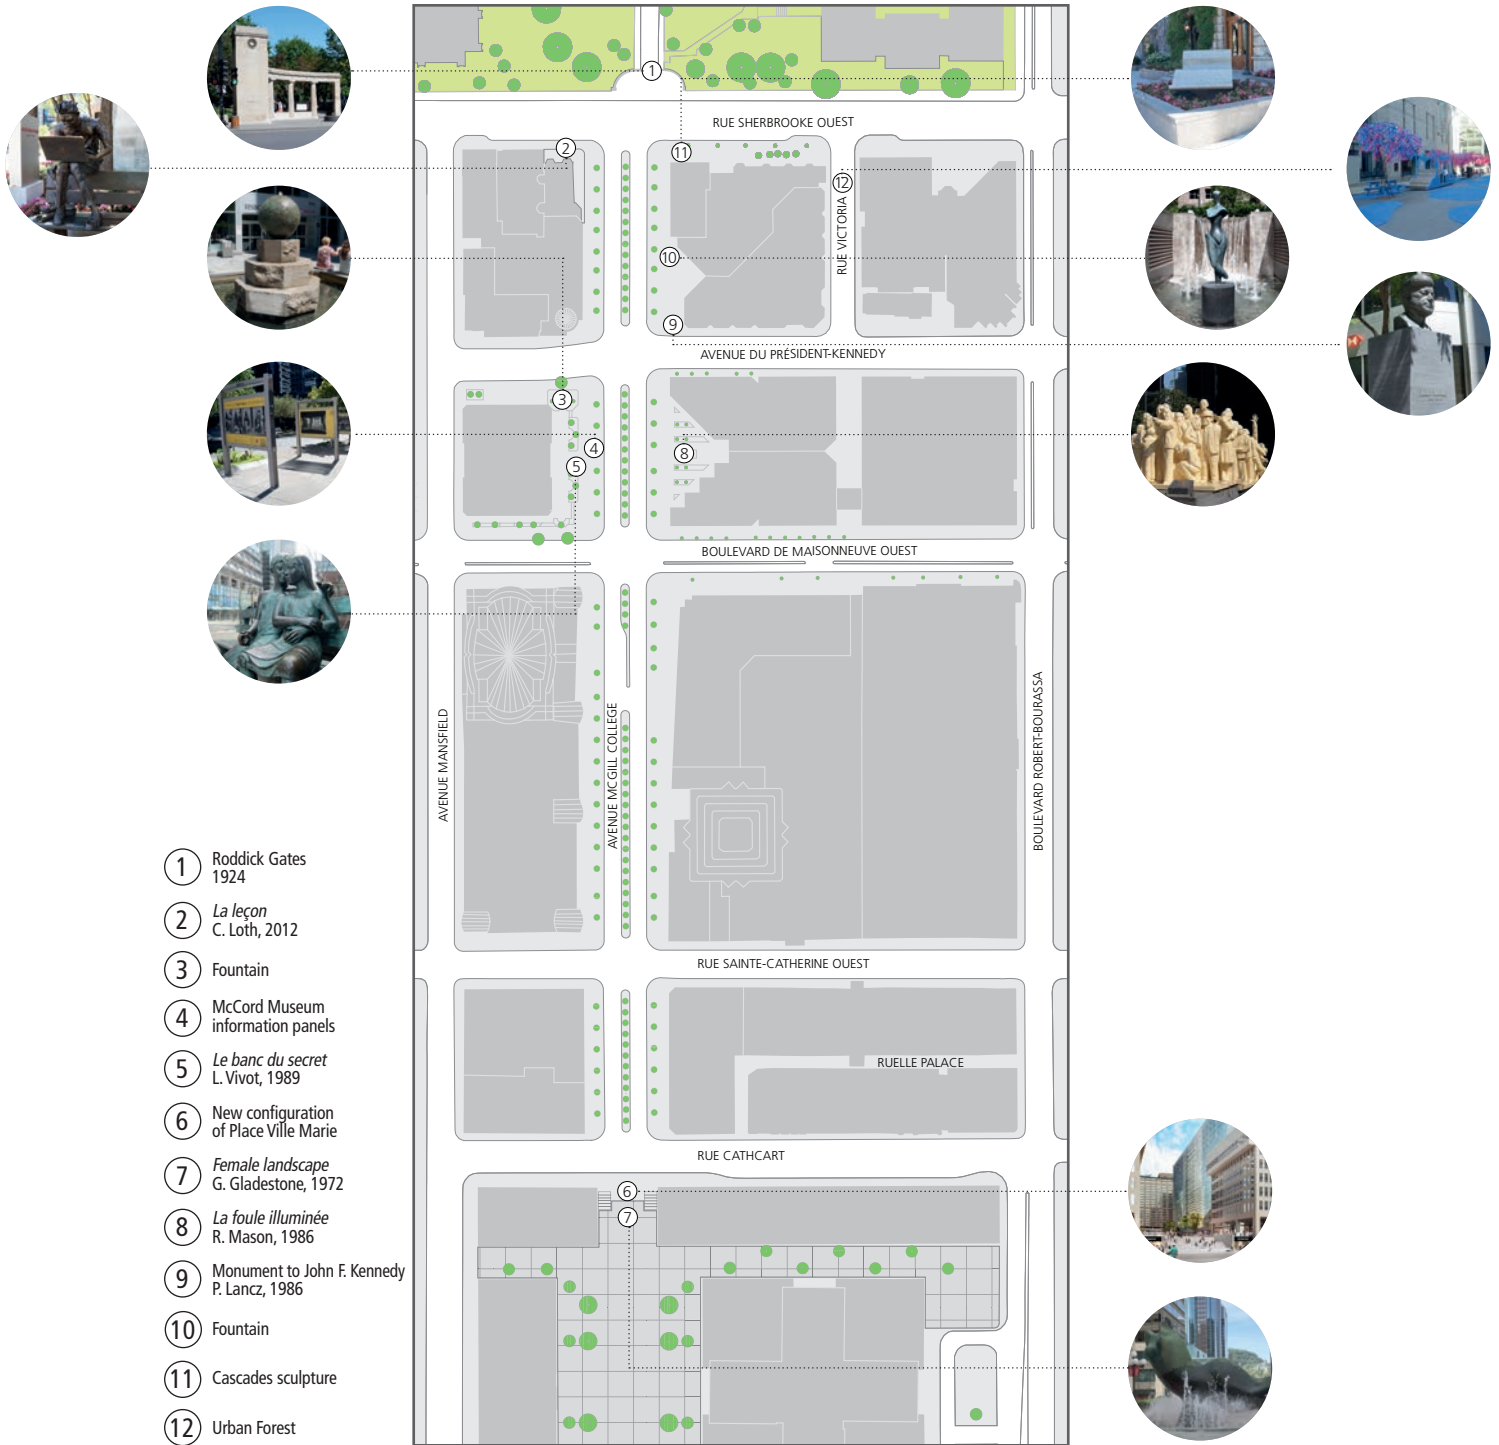 1
RUE SHERBROOKE OUEST
2
11
12
RUE VICTORIA
10
9
AVENUE DU PRÉSIDENT-KENNEDY
3
4
8
5
BOULEVARD DE MAISONNEUVE OUEST
AVENUE MANSFIELD
AVENUE MCGILL COLLEGE
BOULEVARD ROBERT-BOURASSA
RUE SAINTE-CATHERINE OUEST
RUELLE PALACE
RUE CATHCART
6
7
1 Roddick Gates
1924
2 La leçon
C. Loth, 2012
3 Fountain
4 McCord Museum
information panels
5 Le banc du secret
L. Vivot, 1989
6 New configuration
of Place Ville Marie
7 Female landscape
G. Gladestone, 1972
8 La foule illuminée
R. Mason, 1986
9 Monument to John F. Kennedy
P. Lancz, 1986
10 Fountain
11 Cascades sculpture
12 Urban Forest